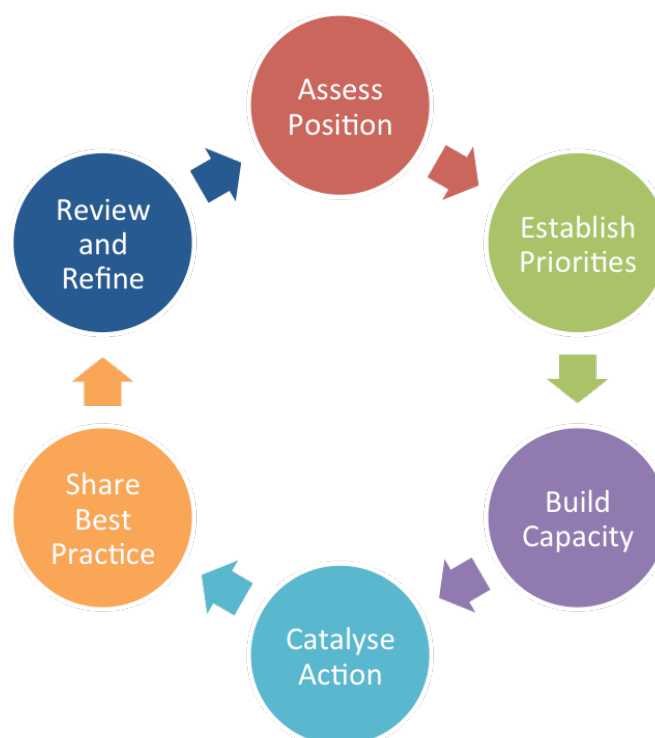 Assess
Position
Establish
Priorities
Build
Capacity
Catalyse
Action
Share
Best
Practice
Review
and
Refine